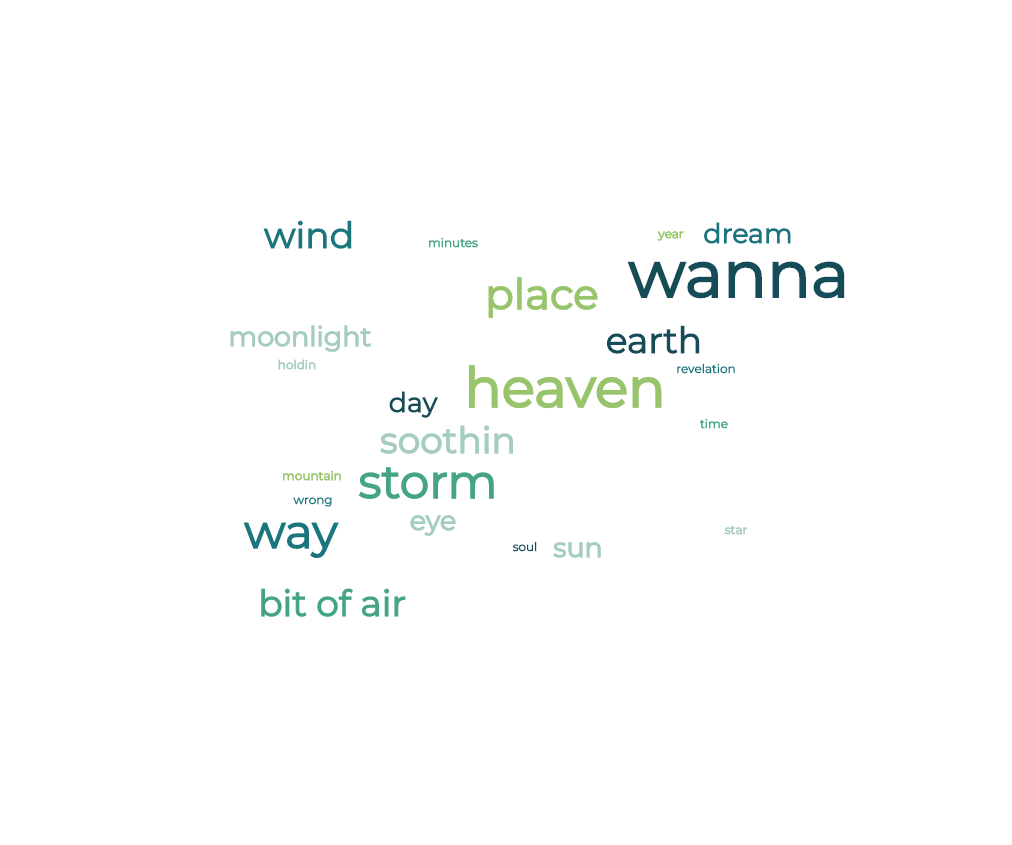 wind
minutes
year
dream
wanna
place
moonlight
earth
holdin
revelation
heaven
day
time
soothin
mountain
storm
wrong
way
eye
star
soul
sun
bit of air